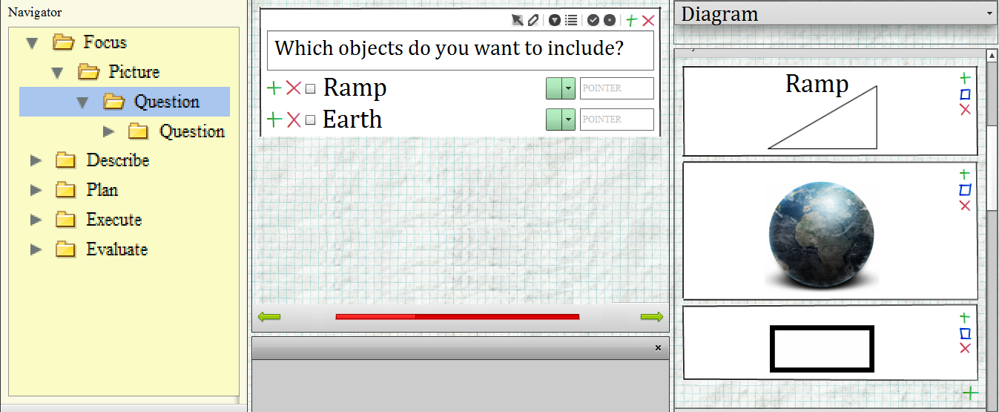 Navigator
Focus
Picture
Question
Question
Describe
Plan
Execute
Evaluate
Which objects do you want to include?
Ramp
POINTER
Earth
POINTER
Diagram
Ramp